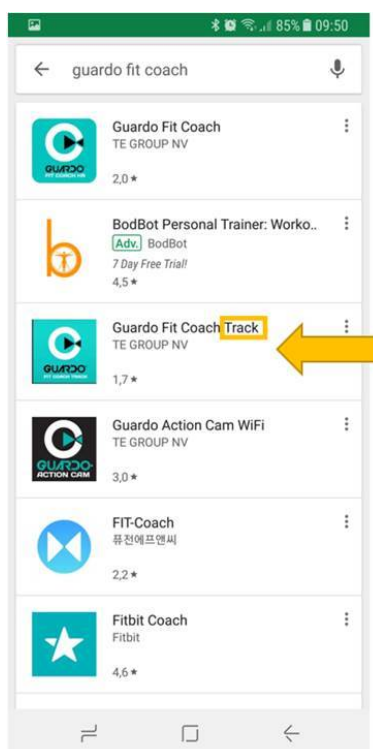 85% 09:50
guardo fit coach
Guardo Fit Coach
TE GROUP NV
2,0 ★
GUARDO
FIT COACH HR
BodBot Personal Trainer: Worko..
Adv. BodBot
7 Day Free Trial!
4,5 ★
b
Guardo Fit Coach Track
TE GROUP NV
1,7 ★
GUARDO
FIT COACH TRACK
Guardo Action Cam WiFi
TE GROUP NV
3,0 ★
GUARDO
ACTION CAM
FIT-Coach
퓨전에프앤씨
2,2 ★
Fitbit Coach
Fitbit
4,6 ★